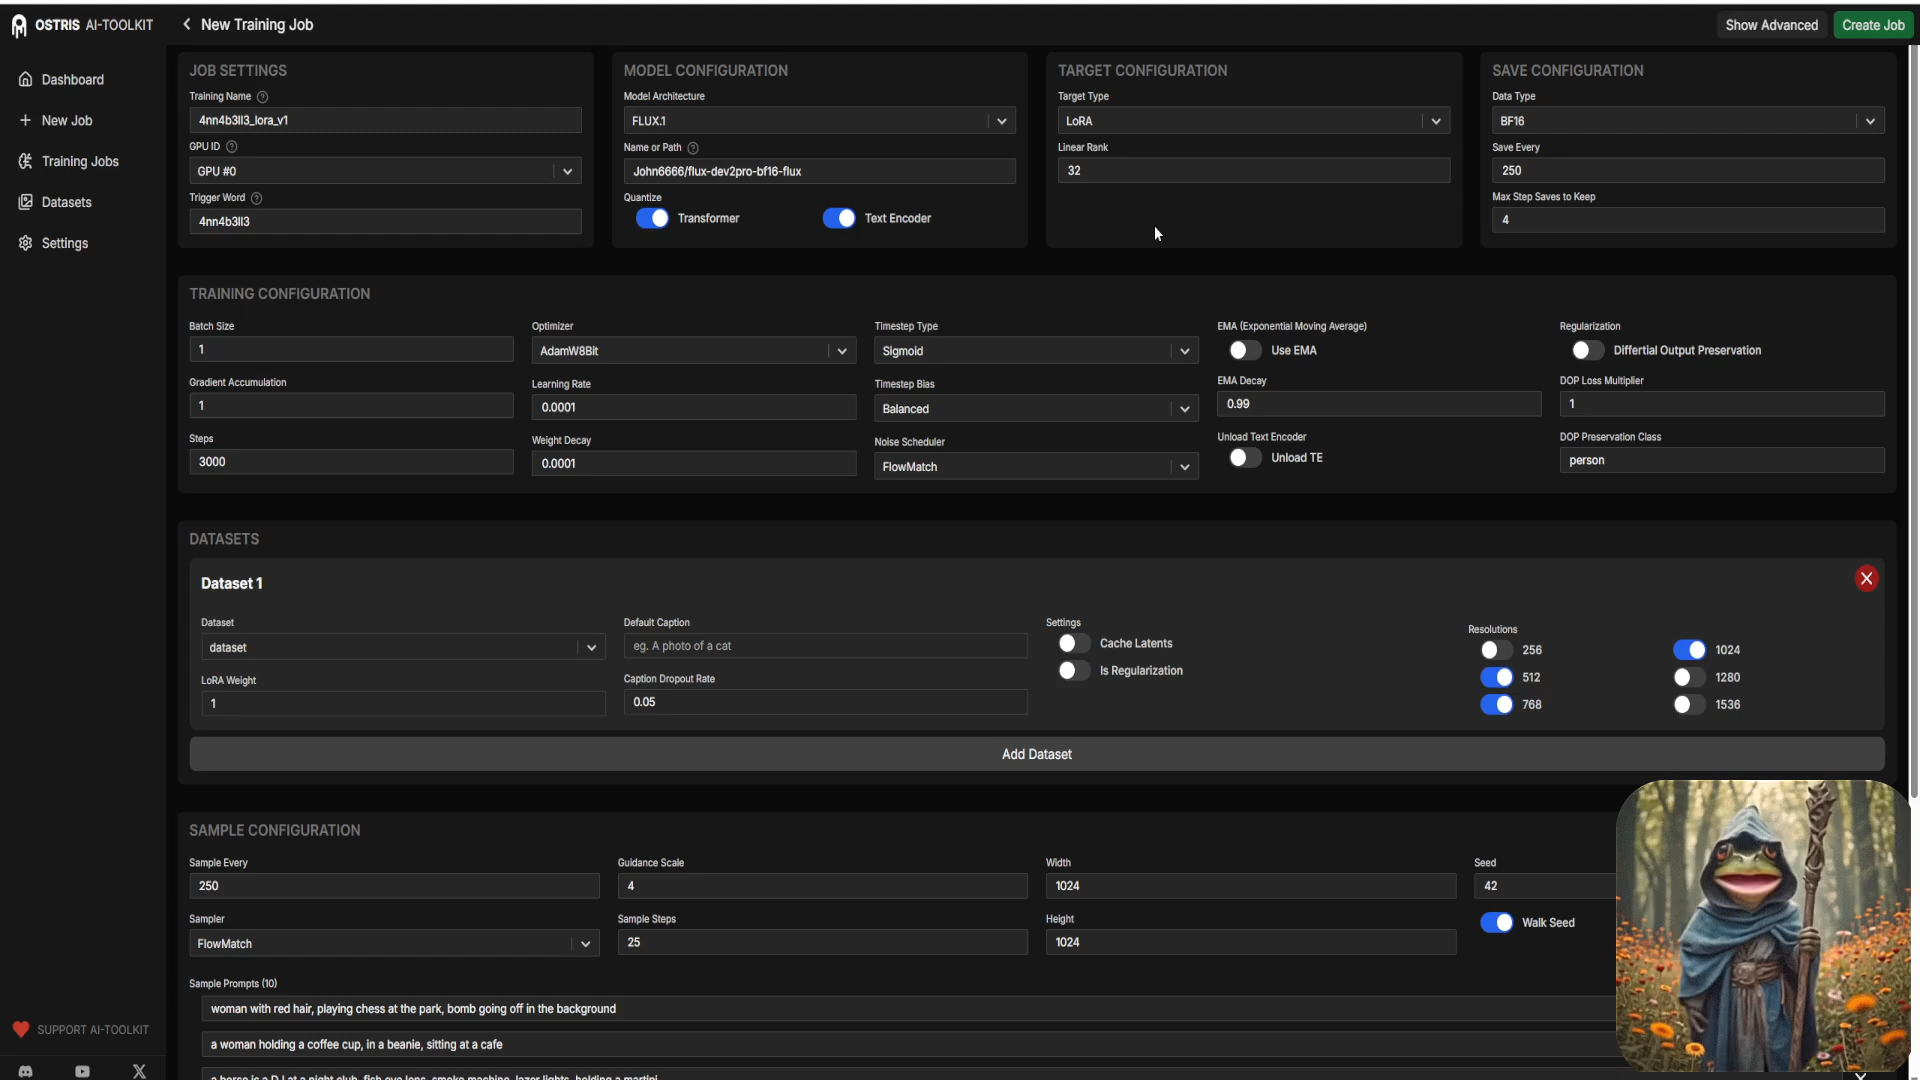 OSTRIS AI-TOOLKIT
New Training Job
Show Advanced
Create Job
Dashboard
New Job
Training Jobs
Datasets
Settings
JOB SETTINGS
Training Name
4nn4b3ll3_lora_v1
GPU ID
GPU #0
Trigger Word
4nn4b3ll3
MODEL CONFIGURATION
Model Architecture
FLUX.1
Name or Path
John6666/flux-dev2pro-bf16-flux
Quantize
Transformer
Text Encoder
TARGET CONFIGURATION
Target Type
LoRA
Linear Rank
32
SAVE CONFIGURATION
Data Type
BF16
Save Every
250
Max Step Saves to Keep
4
TRAINING CONFIGURATION
Batch Size
1
Gradient Accumulation
1
Steps
3000
Optimizer
AdamW8Bit
Learning Rate
0.0001
Weight Decay
0.0001
Timestep Type
Sigmoid
Timestep Bias
Balanced
Noise Scheduler
FlowMatch
EMA (Exponential Moving Average)
Use EMA
EMA Decay
0.99
Unload Text Encoder
Unload TE
Regularization
Differtial Output Preservation
DOP Loss Multiplier
1
DOP Preservation Class
person
DATASETS
Dataset 1
Dataset
dataset
LoRA Weight
1
Default Caption
eg. A photo of a cat
Caption Dropout Rate
0.05
Settings
Cache Latents
Is Regularization
Resolutions
256
512
768
1024
1280
1536
Add Dataset
SAMPLE CONFIGURATION
Sample Every
250
Sampler
FlowMatch
Guidance Scale
4
Sample Steps
25
Width
1024
Height
1024
Seed
42
Walk Seed
Sample Prompts (10)
woman with red hair, playing chess at the park, bomb going off in the background
a woman holding a coffee cup, in a beanie, sitting at a cafe
a horse is a DJ at a night club, fish eye lens, smoke machine, lazer lights, holding a martini
SUPPORT AI-TOOLKIT